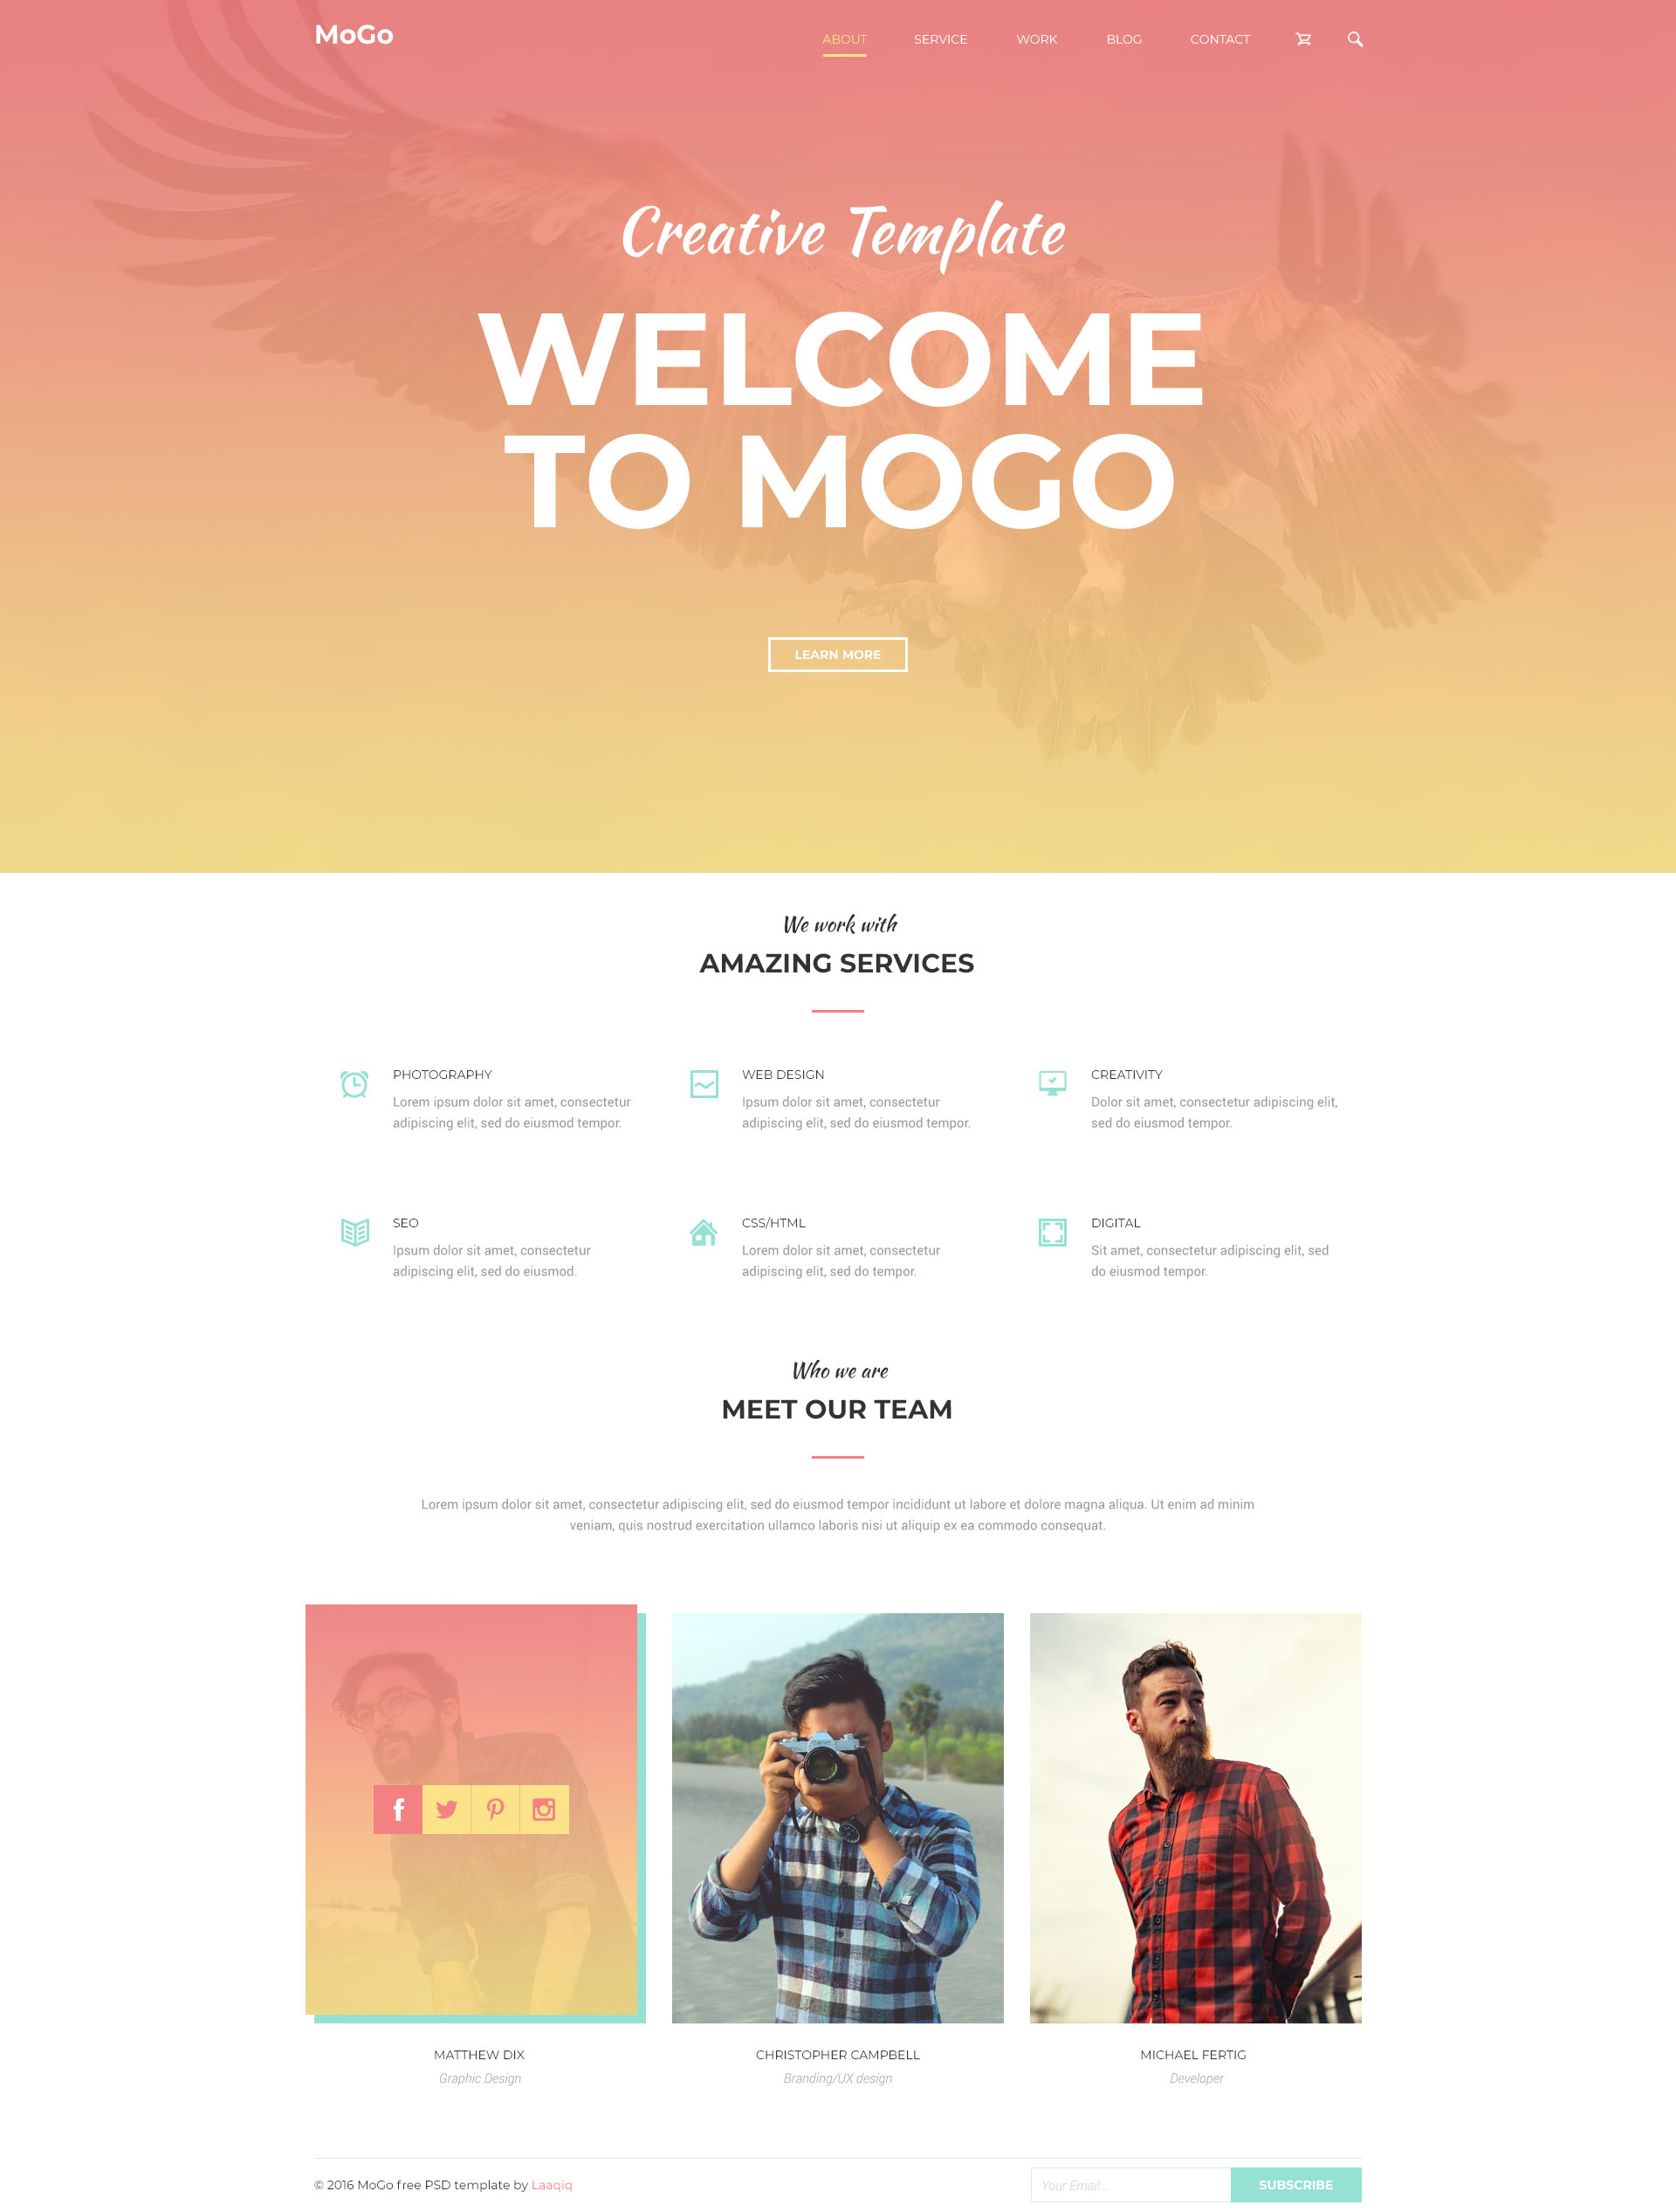 MoGo
ABOUT SERVICE WORK BLOG CONTACT
Creative Template
WELCOME
TO MOGO
LEARN MORE
We work with
AMAZING SERVICES
PHOTOGRAPHY
Lorem ipsum dolor sit amet, consectetur
adipiscing elit, sed do eiusmod tempor.
WEB DESIGN
Ipsum dolor sit amet, consectetur
adipiscing elit, sed do eiusmod tempor.
CREATIVITY
Dolor sit amet, consectetur adipiscing elit,
sed do eiusmod tempor.
SEO
Ipsum dolor sit amet, consectetur
adipiscing elit, sed do eiusmod.
CSS/HTML
Lorem dolor sit amet, consectetur
adipiscing elit, sed do tempor.
DIGITAL
Sit amet, consectetur adipiscing elit, sed
do eiusmod tempor.
Who we are
MEET OUR TEAM
Lorem ipsum dolor sit amet, consectetur adipiscing elit, sed do eiusmod tempor incididunt ut labore et dolore magna aliqua. Ut enim ad minim
veniam, quis nostrud exercitation ullamco laboris nisi ut aliquip ex ea commodo consequat.
Canon
MATTHEW DIX
Graphic Design
CHRISTOPHER CAMPBELL
Branding/UX design
MICHAEL FERTIG
Developer
© 2016 MoGo free PSD template by Laaqiq
Your Email...
SUBSCRIBE